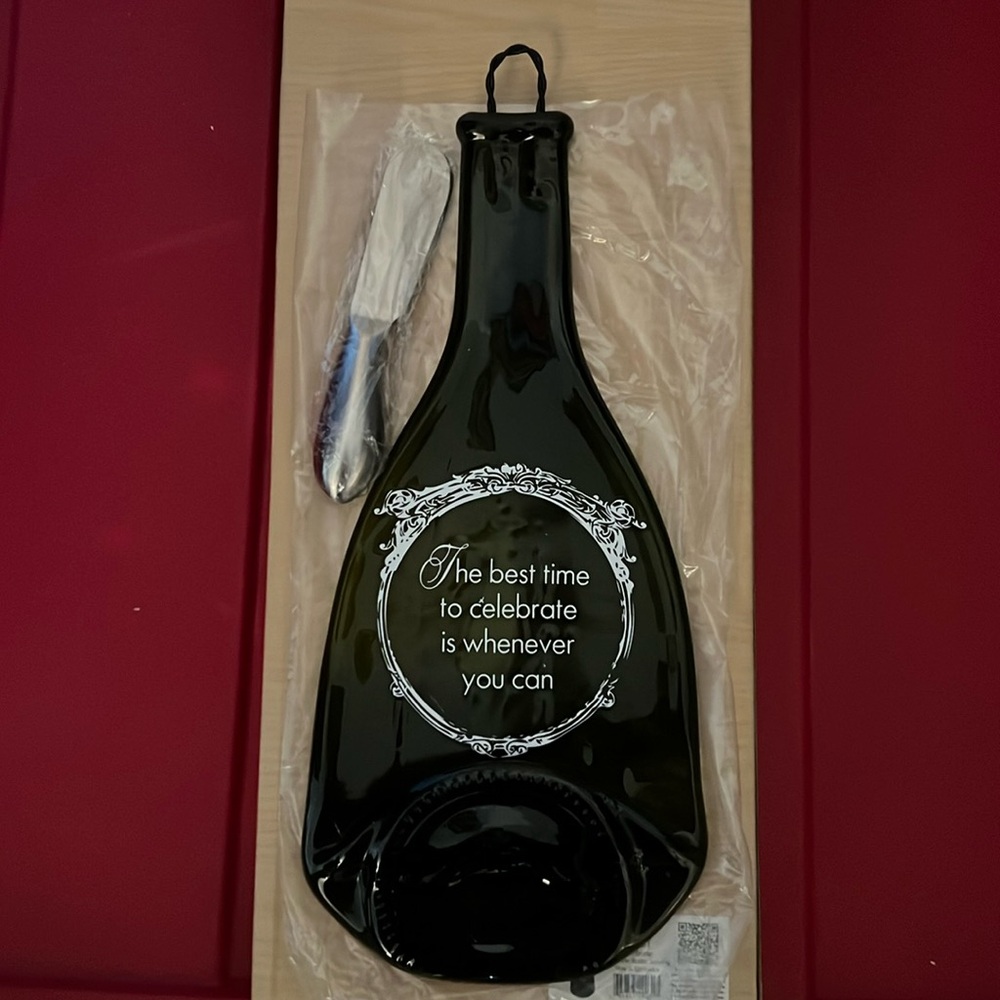 The best time
to celebrate
is whenever
you can